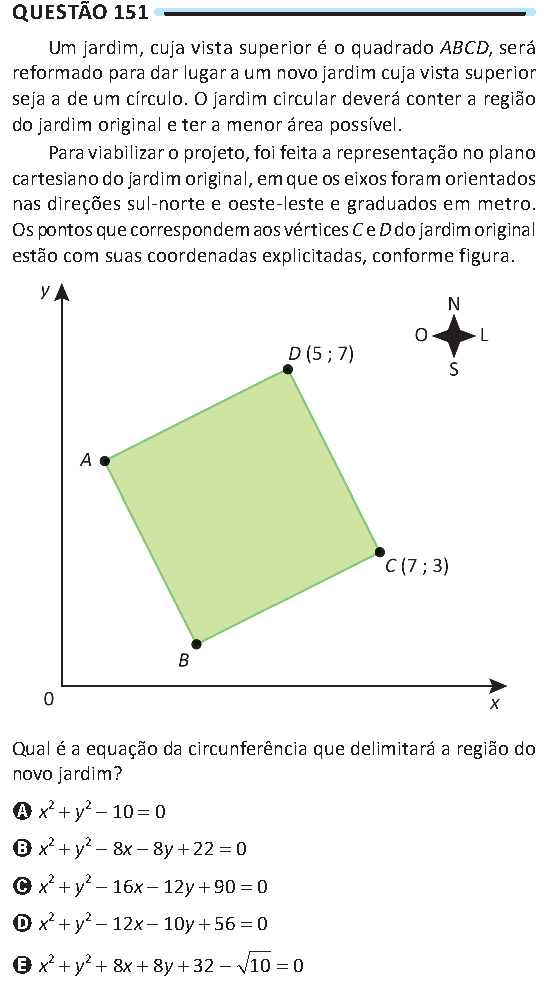 QUESTÃO 151
Um jardim, cuja vista superior é o quadrado ABCD, será
reformado para dar lugar a um novo jardim cuja vista superior
seja a de um círculo. O jardim circular deverá conter a região
do jardim original e ter a menor área possível.
Para viabilizar o projeto, foi feita a representação no plano
cartesiano do jardim original, em que os eixos foram orientados
nas direções sul-norte e oeste-leste e graduados em metro.
Os pontos que correspondem aos vértices C e D do jardim original
estão com suas coordenadas explicitadas, conforme figura.
y
N
O L
S
D (5 ; 7)
A
C (7 ; 3)
B
0
x
Qual é a equação da circunferência que delimitará a região do
novo jardim?
A x² + y² − 10 = 0
B x² + y² − 8x − 8y + 22 = 0
C x² + y² − 16x − 12y + 90 = 0
D x² + y² − 12x − 10y + 56 = 0
E x² + y² + 8x + 8y + 32 − √10 = 0